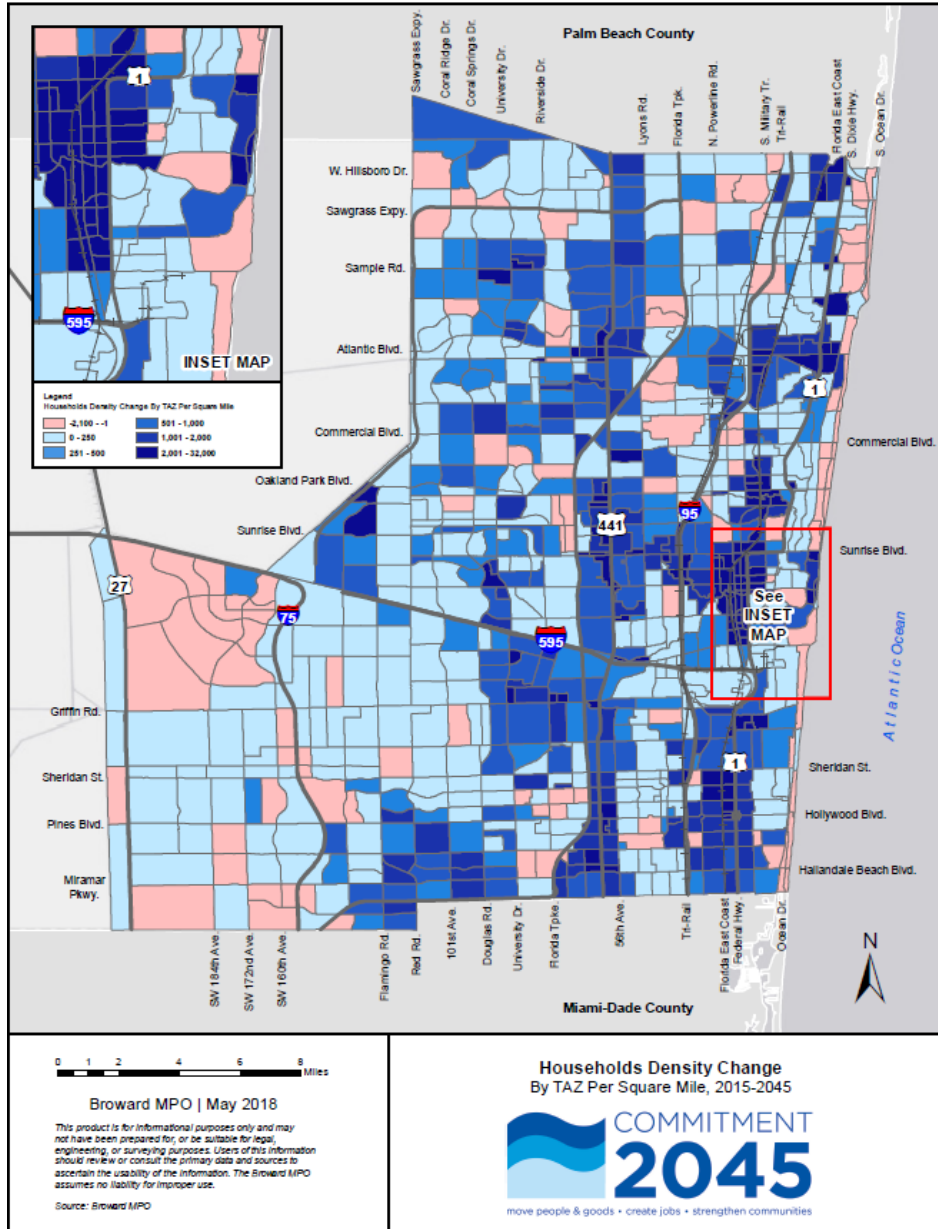 Palm Beach County
Sawgrass Expy.
Coral Ridge Dr.
Coral Springs Dr.
University Dr.
Riverside Dr.
Lyons Rd.
Florida Tpk.
N. Powerline Rd.
S. Military Tr.
Tri-Rail
Florida East Coast
S. Dixie Hwy.
S. Ocean Dr.
1
595
INSET MAP
Legend
Households Density Change By TAZ Per Square Mile
-2,100 - -1
501 - 1,000
0 - 250
1,001 - 2,000
251 - 500
2,001 - 32,000
W. Hillsboro Dr.
Sawgrass Expy.
Sample Rd.
Atlantic Blvd.
1
Commercial Blvd.
Commercial Blvd.
Oakland Park Blvd.
95
441
Sunrise Blvd.
Sunrise Blvd.
27
75
See
INSET
MAP
595
Atlantic Ocean
Griffin Rd.
1
Sheridan St.
Sheridan St.
Hollywood Blvd.
Pines Blvd.
Hallandale Beach Blvd.
Miramar
Pkwy.
SW 184th Ave.
SW 172nd Ave.
SW 160th Ave.
Flamingo Rd.
Red Rd.
101st Ave.
Douglas Rd.
University Dr.
Florida Tpke.
56th Ave.
Tri-Rail
Florida East Coast
Federal Hwy.
Ocean Dr.
N
Miami-Dade County
0 1 2 4 6 8
Miles
Broward MPO | May 2018
This product is for informational purposes only and may
not have been prepared for, or be suitable for legal,
engineering, or surveying purposes. Users of this information
should review or consult the primary data and sources to
ascertain the usability of the information. The Broward MPO
assumes no liability for improper use.
Source: Broward MPO
Households Density Change
By TAZ Per Square Mile, 2015-2045
COMMITMENT
2045
move people & goods • create jobs • strengthen communities